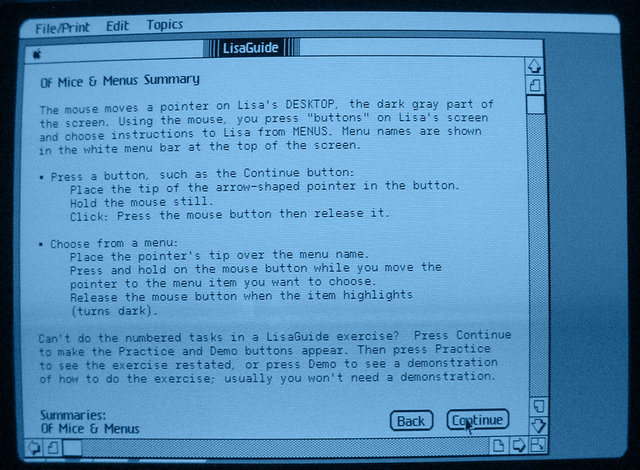 File/Print Edit Topics
LisaGuide
Of Mice & Menus Summary
The mouse moves a pointer on Lisa's DESKTOP, the dark gray part of
the screen. Using the mouse, you press "buttons" on Lisa's screen
and choose instructions to Lisa from MENUS. Menu names are shown
in the white menu bar at the top of the screen.
• Press a button, such as the Continue button:
Place the tip of the arrow-shaped pointer in the button.
Hold the mouse still.
Click: Press the mouse button then release it.
• Choose from a menu:
Place the pointer's tip over the menu name.
Press and hold on the mouse button while you move the
pointer to the menu item you want to choose.
Release the mouse button when the item highlights
(turns dark).
Can't do the numbered tasks in a LisaGuide exercise? Press Continue
to make the Practice and Demo buttons appear. Then press Practice
to see the exercise restated, or press Demo to see a demonstration
of how to do the exercise; usually you won't need a demonstration.
Summaries:
Of Mice & Menus
Back Continue